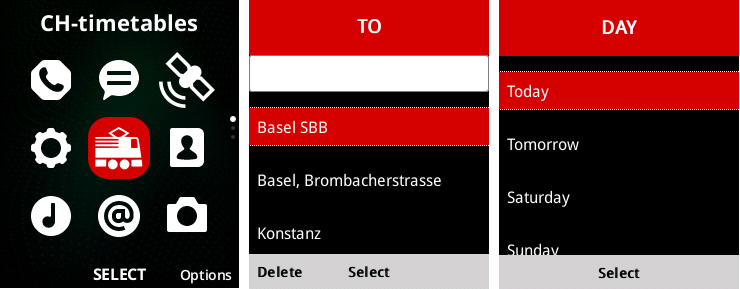 CH-timetables
SELECT
Options
TO
Basel SBB
Basel, Brombacherstrasse
Konstanz
Delete
Select
DAY
Today
Tomorrow
Saturday
Sunday
Select